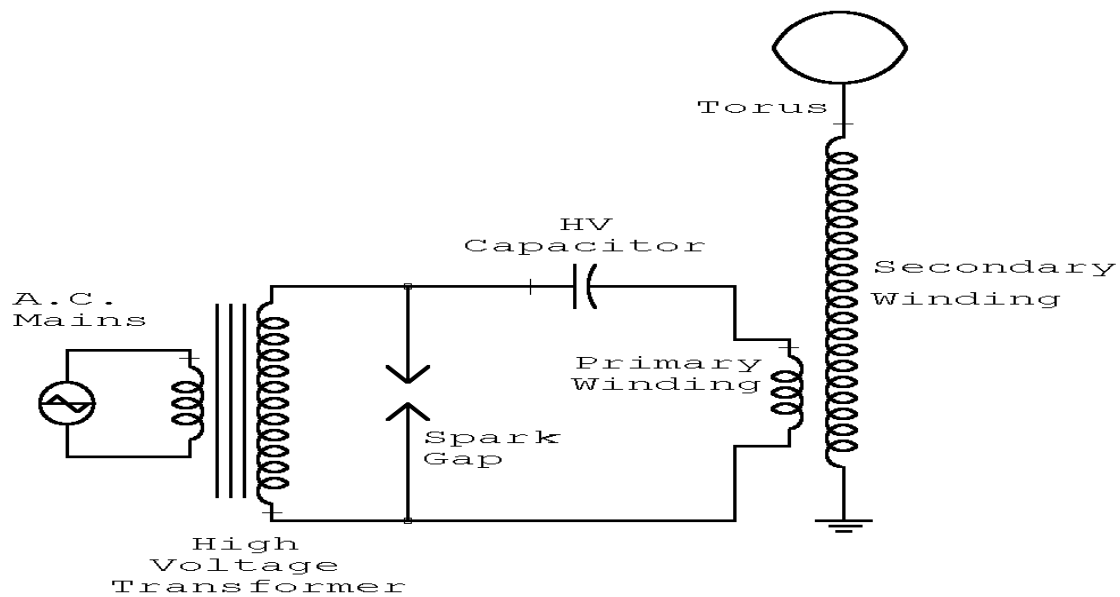 Torus
HV
Capacitor
Secondary
Winding
A.C.
Mains
Primary
Winding
Spark
Gap
High
Voltage
Transformer